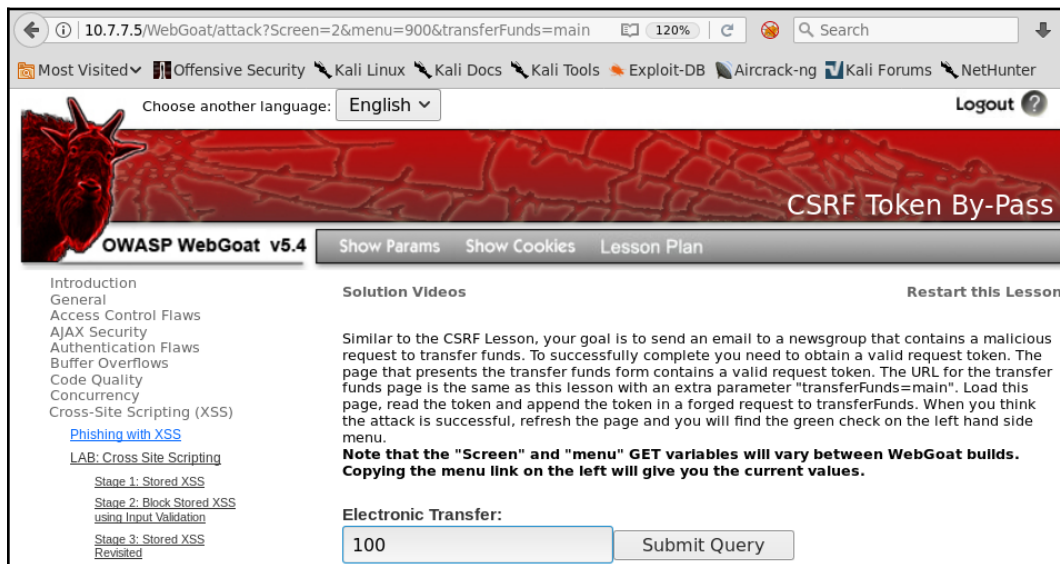 10.7.7.5/WebGoat/attack?Screen=2&menu=900&transferFunds=main 120% Search
Most Visited Offensive Security Kali Linux Kali Docs Kali Tools Exploit-DB Aircrack-ng Kali Forums NetHunter
Choose another language: English Logout ?
CSRF Token By-Pass
OWASP WebGoat v5.4 Show Params Show Cookies Lesson Plan
Introduction
General
Access Control Flaws
AJAX Security
Authentication Flaws
Buffer Overflows
Code Quality
Concurrency
Cross-Site Scripting (XSS)
Phishing with XSS
LAB: Cross Site Scripting
Stage 1: Stored XSS
Stage 2: Block Stored XSS
using Input Validation
Stage 3: Stored XSS
Revisited
Solution Videos Restart this Lesson
Similar to the CSRF Lesson, your goal is to send an email to a newsgroup that contains a malicious
request to transfer funds. To successfully complete you need to obtain a valid request token. The
page that presents the transfer funds form contains a valid request token. The URL for the transfer
funds page is the same as this lesson with an extra parameter "transferFunds=main". Load this
page, read the token and append the token in a forged request to transferFunds. When you think
the attack is successful, refresh the page and you will find the green check on the left hand side
menu.
Note that the "Screen" and "menu" GET variables will vary between WebGoat builds.
Copying the menu link on the left will give you the current values.
Electronic Transfer:
100 Submit Query